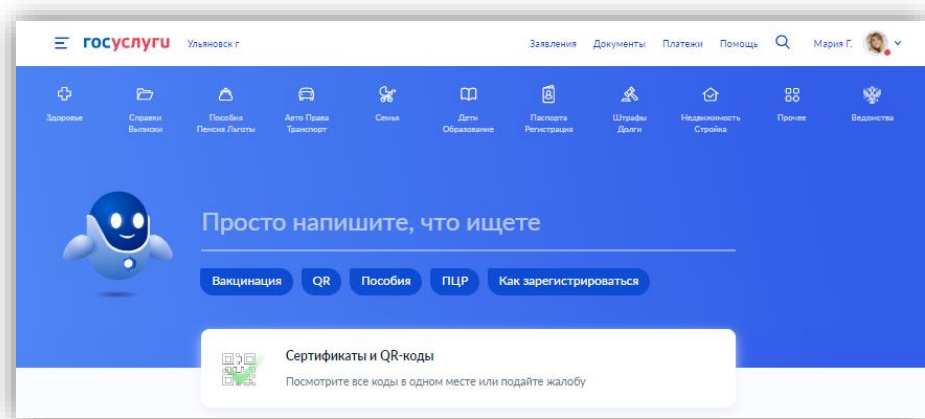 госуслуги Ульяновск г Заявления Документы Платежи Помощь Мария Г.
Здоровье Справки Выписки Пособия Пенсия Льготы Авто Права Транспорт Семья Дети Образование Паспорта Регистрация Штрафы Долги Недвижимость Стройка Прочее Ведомства
Просто напишите, что ищете
Вакцинация QR Пособия ПЦР Как зарегистрироваться
Сертификаты и QR-коды
Посмотрите все коды в одном месте или подайте жалобу